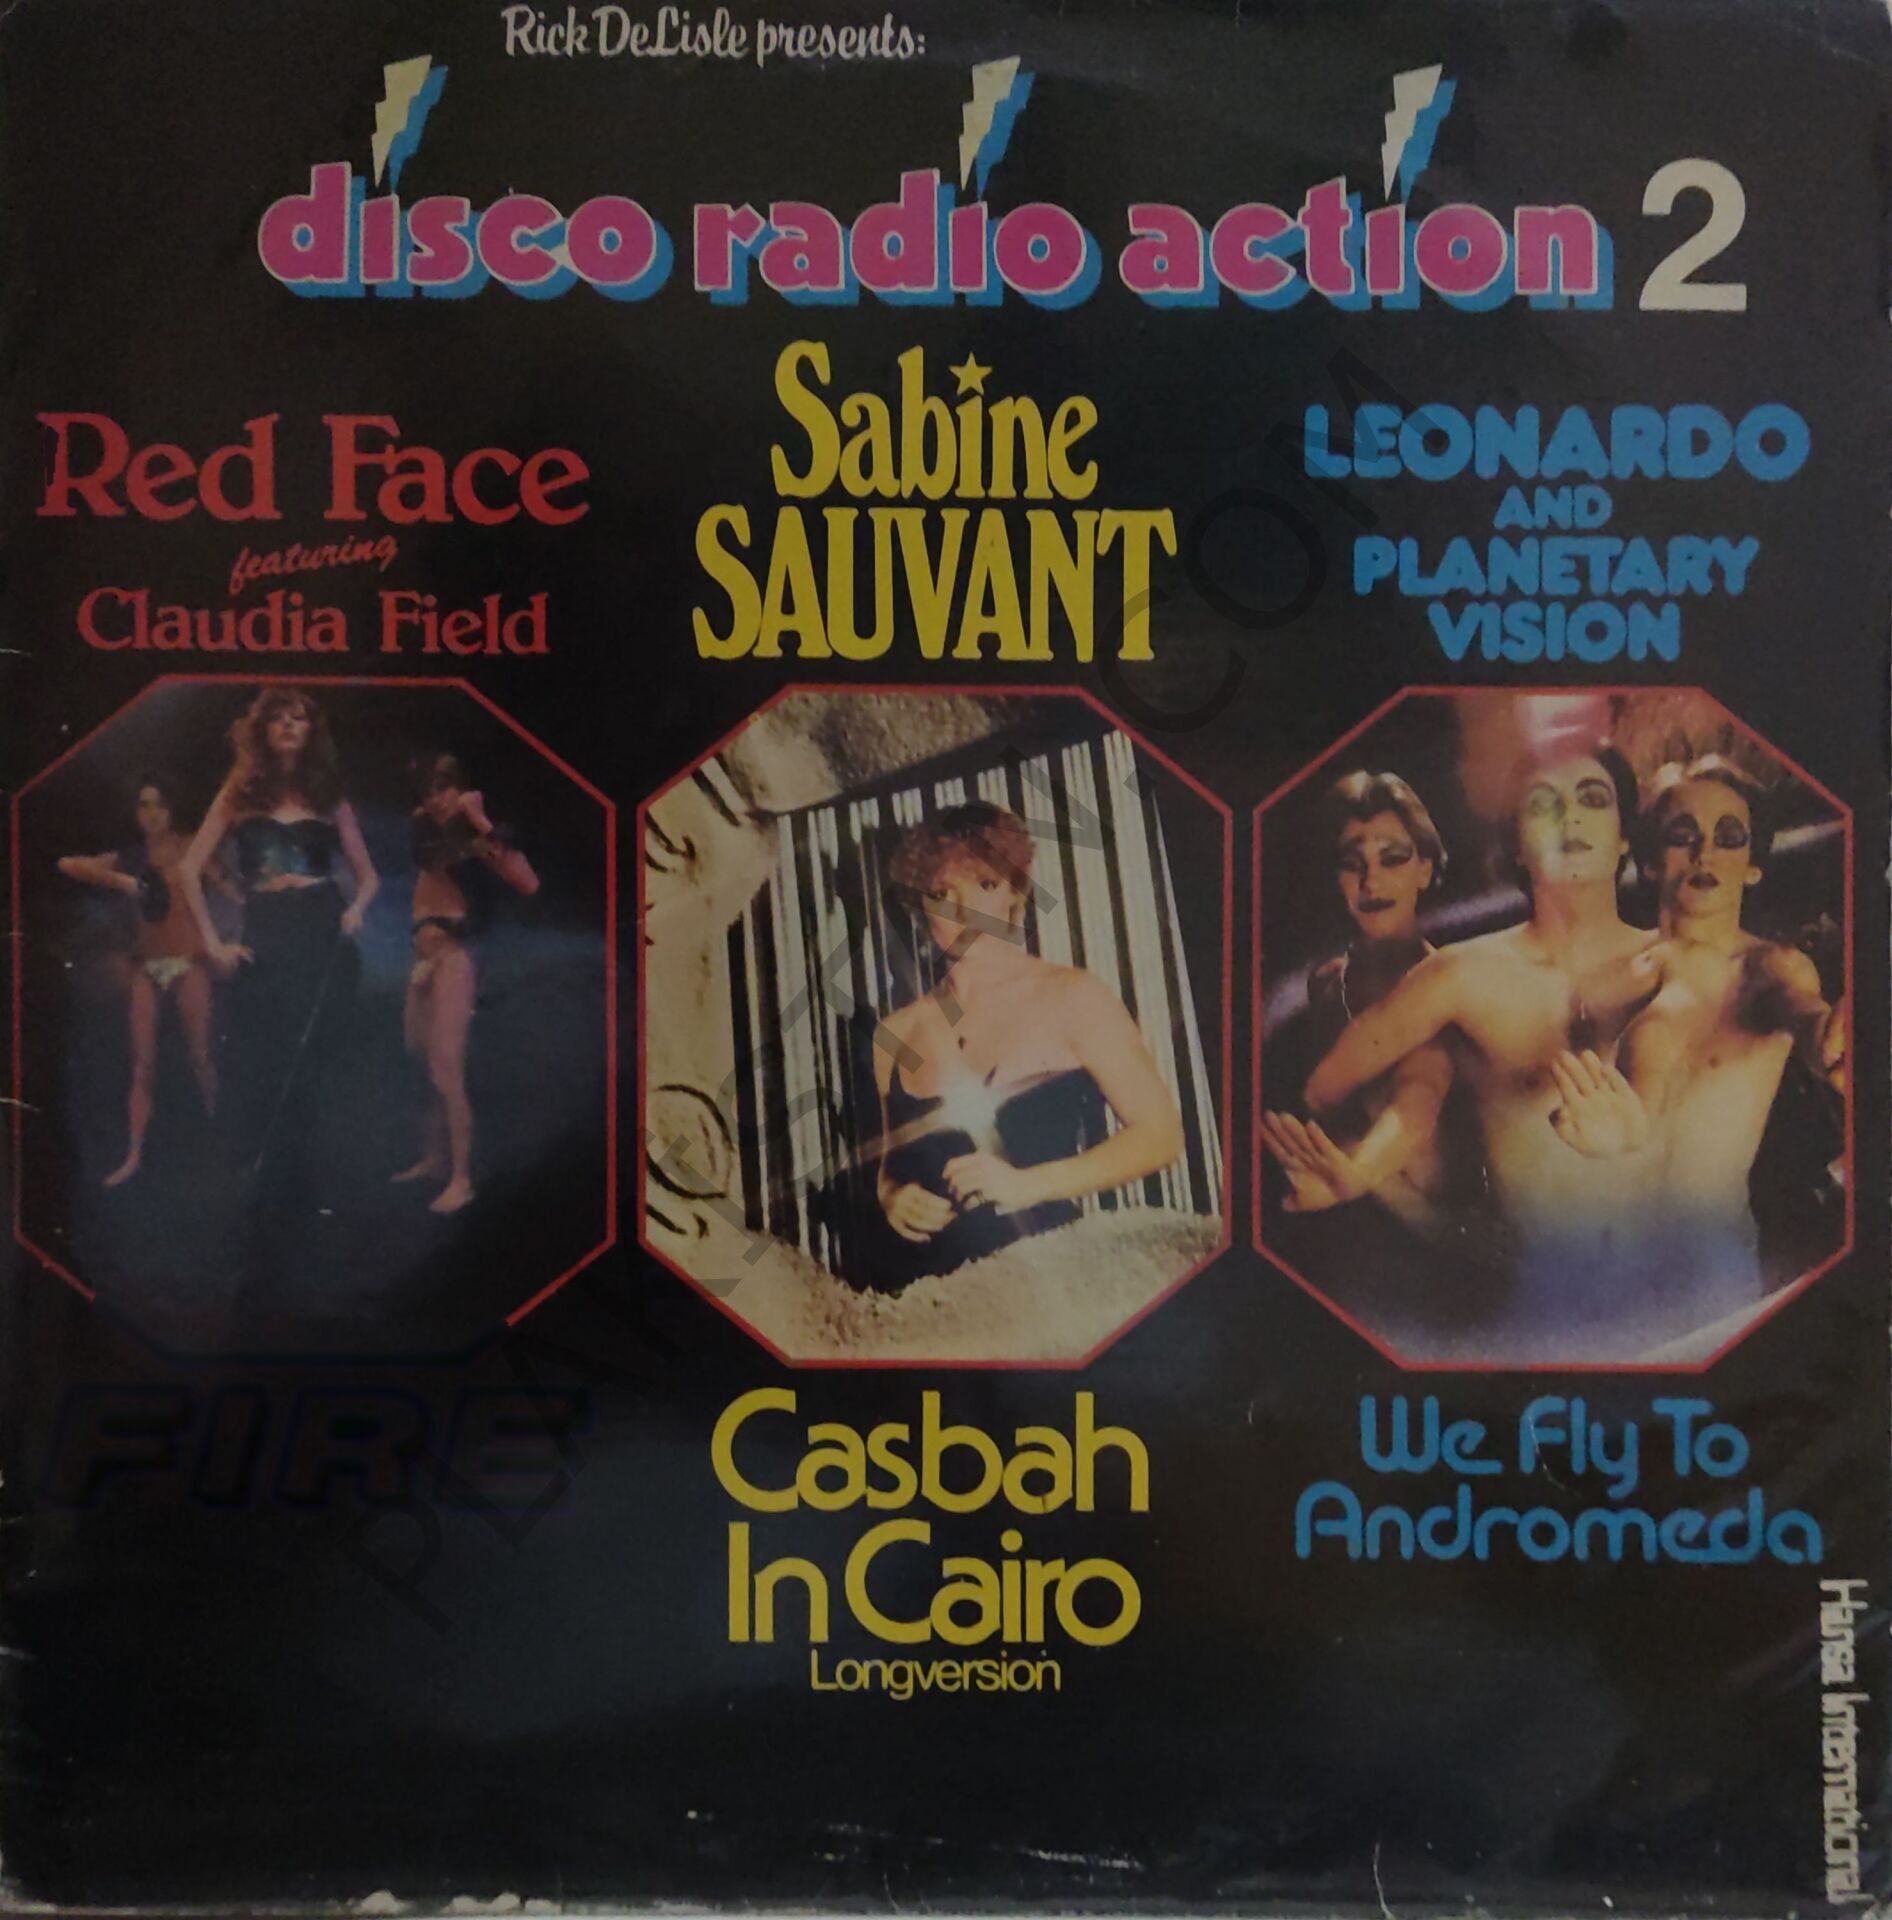 Rick DeLisle presents:
disco radio action 2
Red Face
featuring
Claudia Field
Sabine
SAUVANT
LEONARDO
AND
PLANETARY
VISION
FIRE
Casbah
In Cairo
Longversion
We Fly To
Andromeda
Hansa International